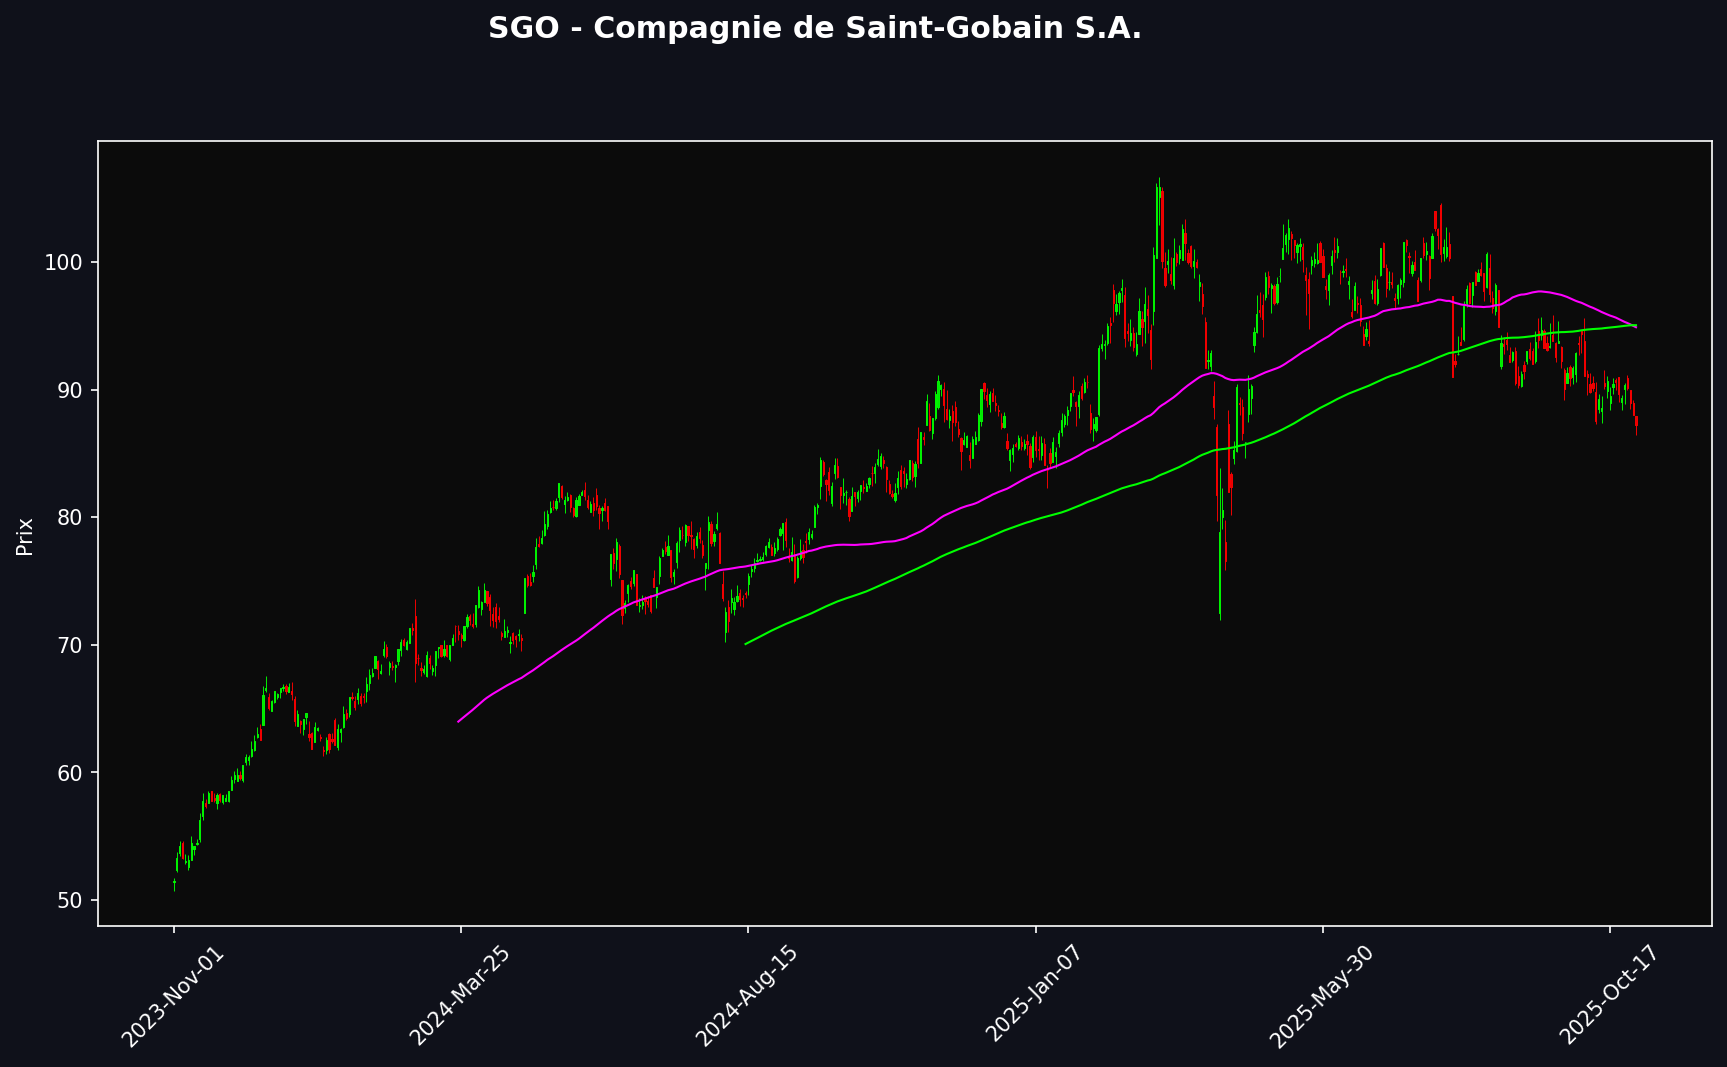 SGO - Compagnie de Saint-Gobain S.A.
Prix
100
90
80
70
60
50
2023-Nov-01
2024-Mar-25
2024-Aug-15
2025-Jan-07
2025-May-30
2025-Oct-17